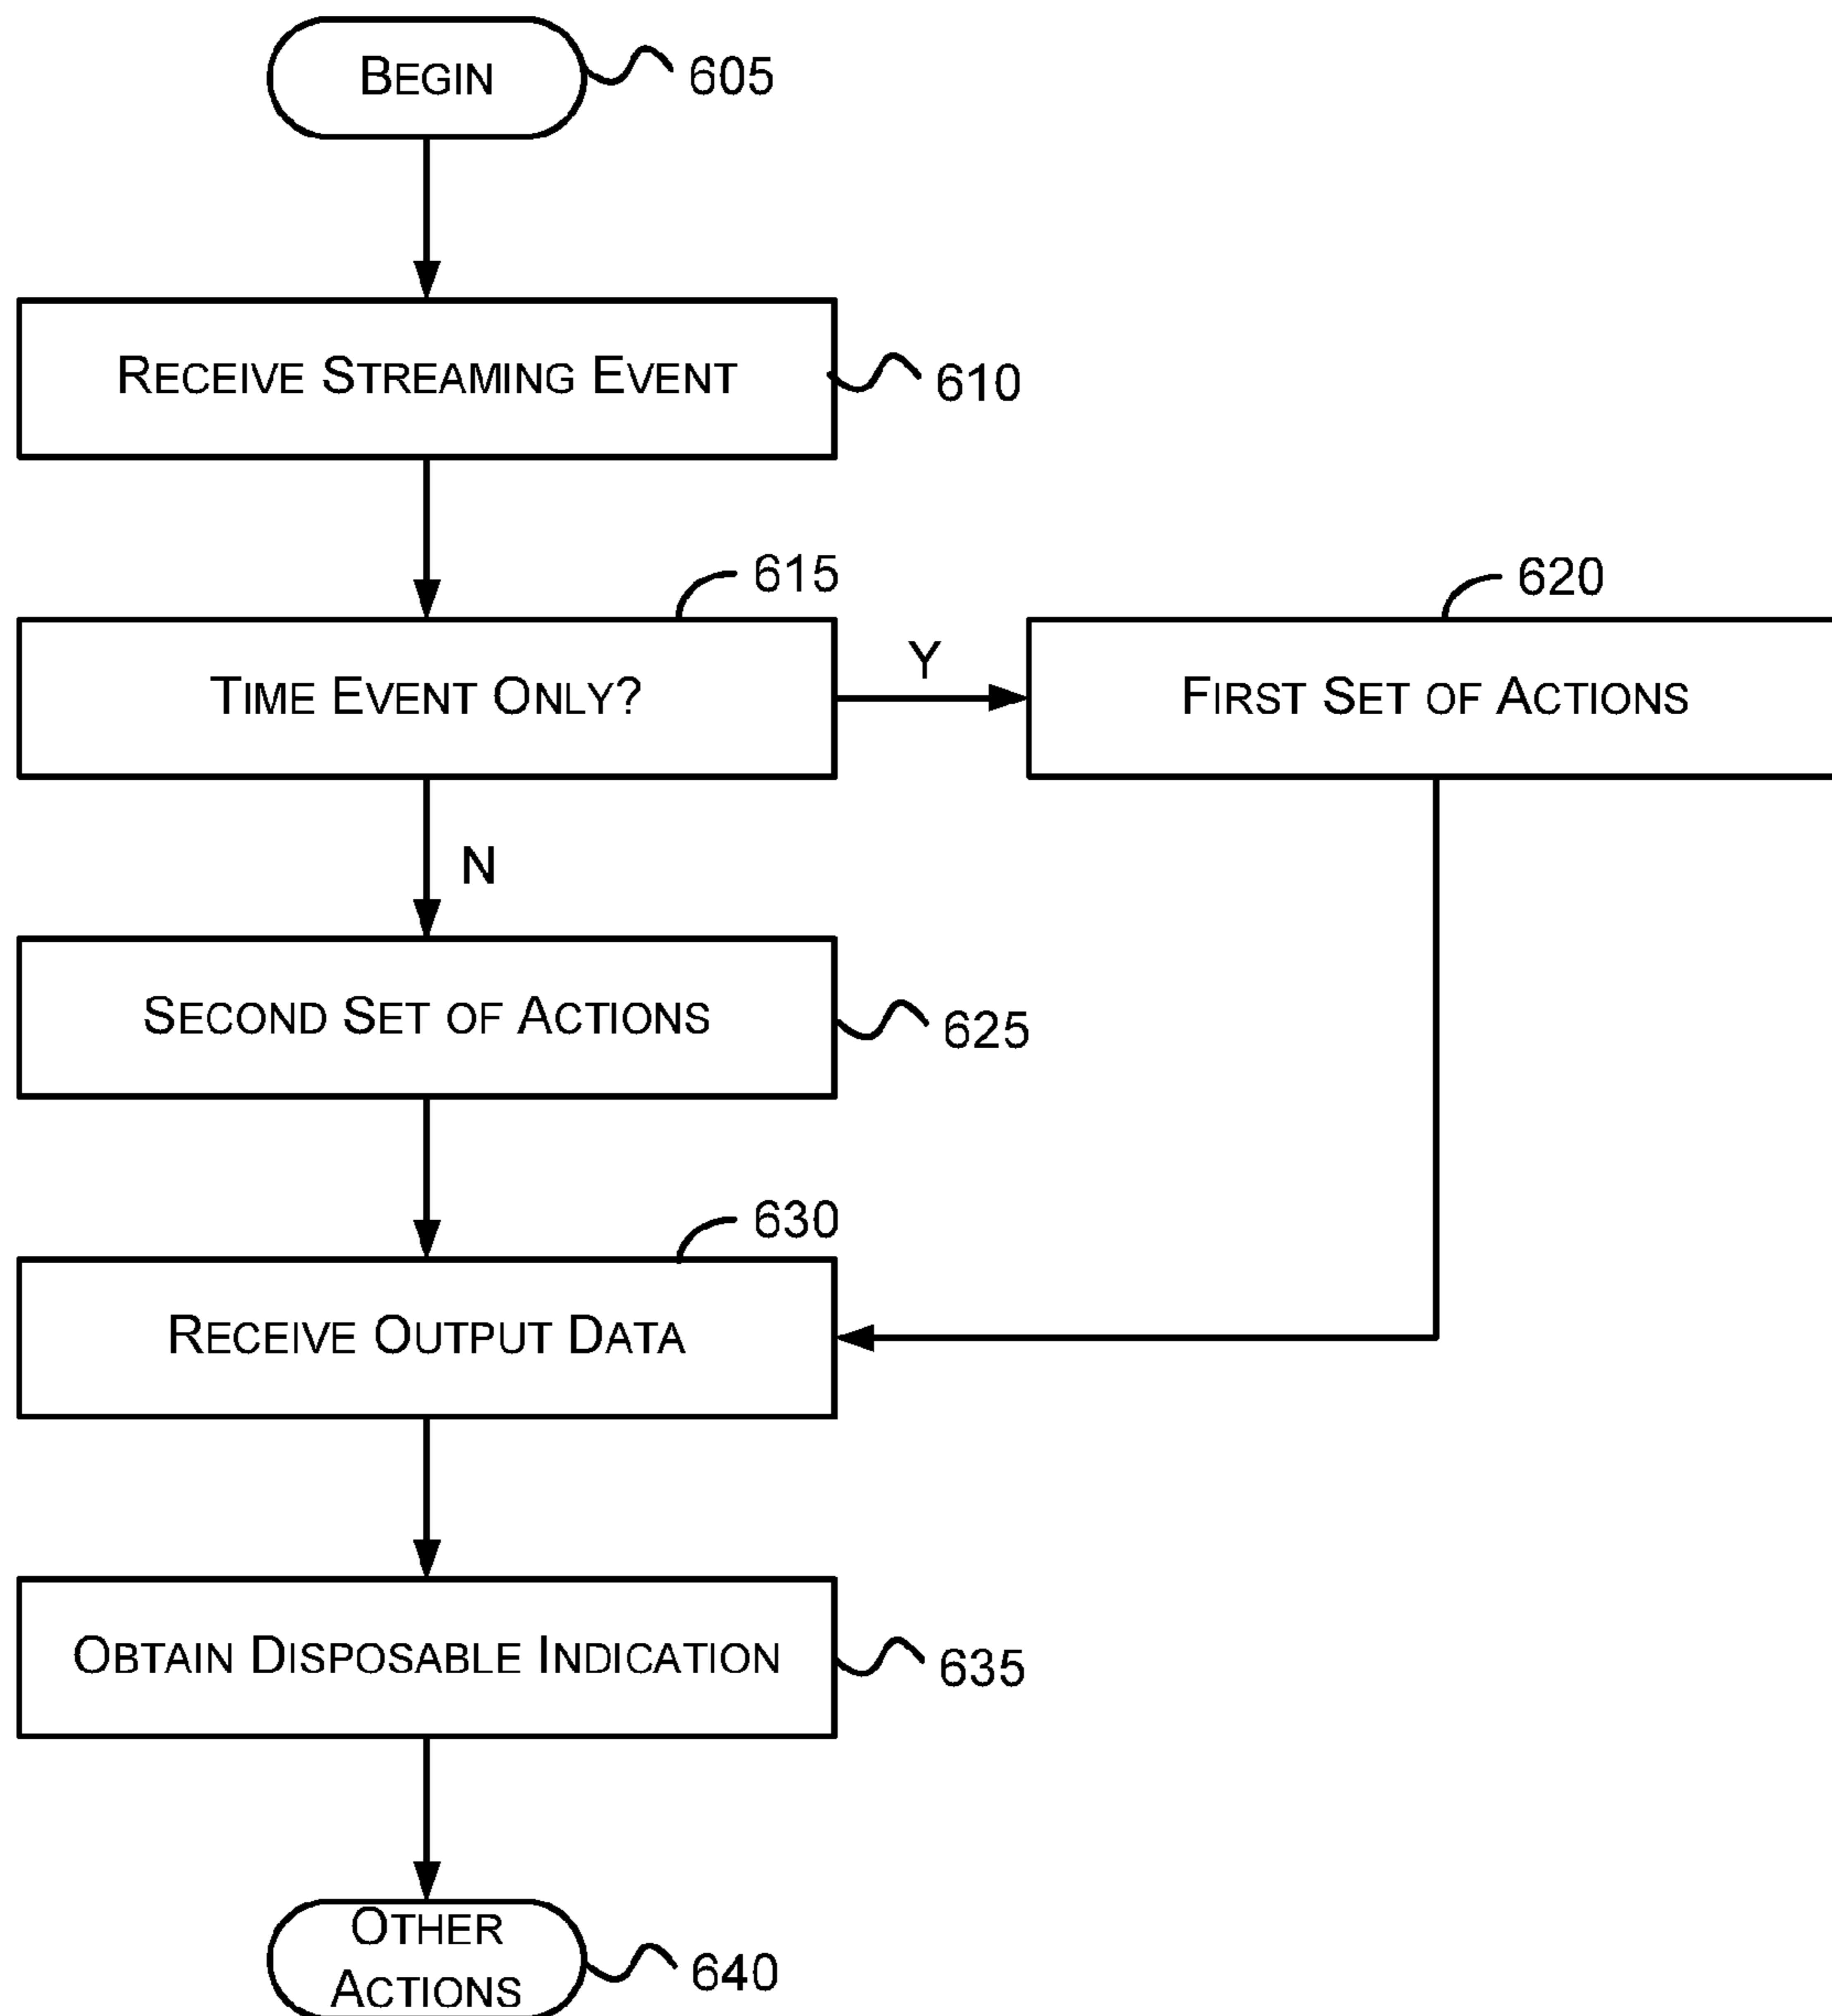 BEGIN
605
RECEIVE STREAMING EVENT
610
615
620
TIME EVENT ONLY?
Y
FIRST SET OF ACTIONS
N
SECOND SET OF ACTIONS
625
630
RECEIVE OUTPUT DATA
OBTAIN DISPOSABLE INDICATION
635
OTHER
ACTIONS
640